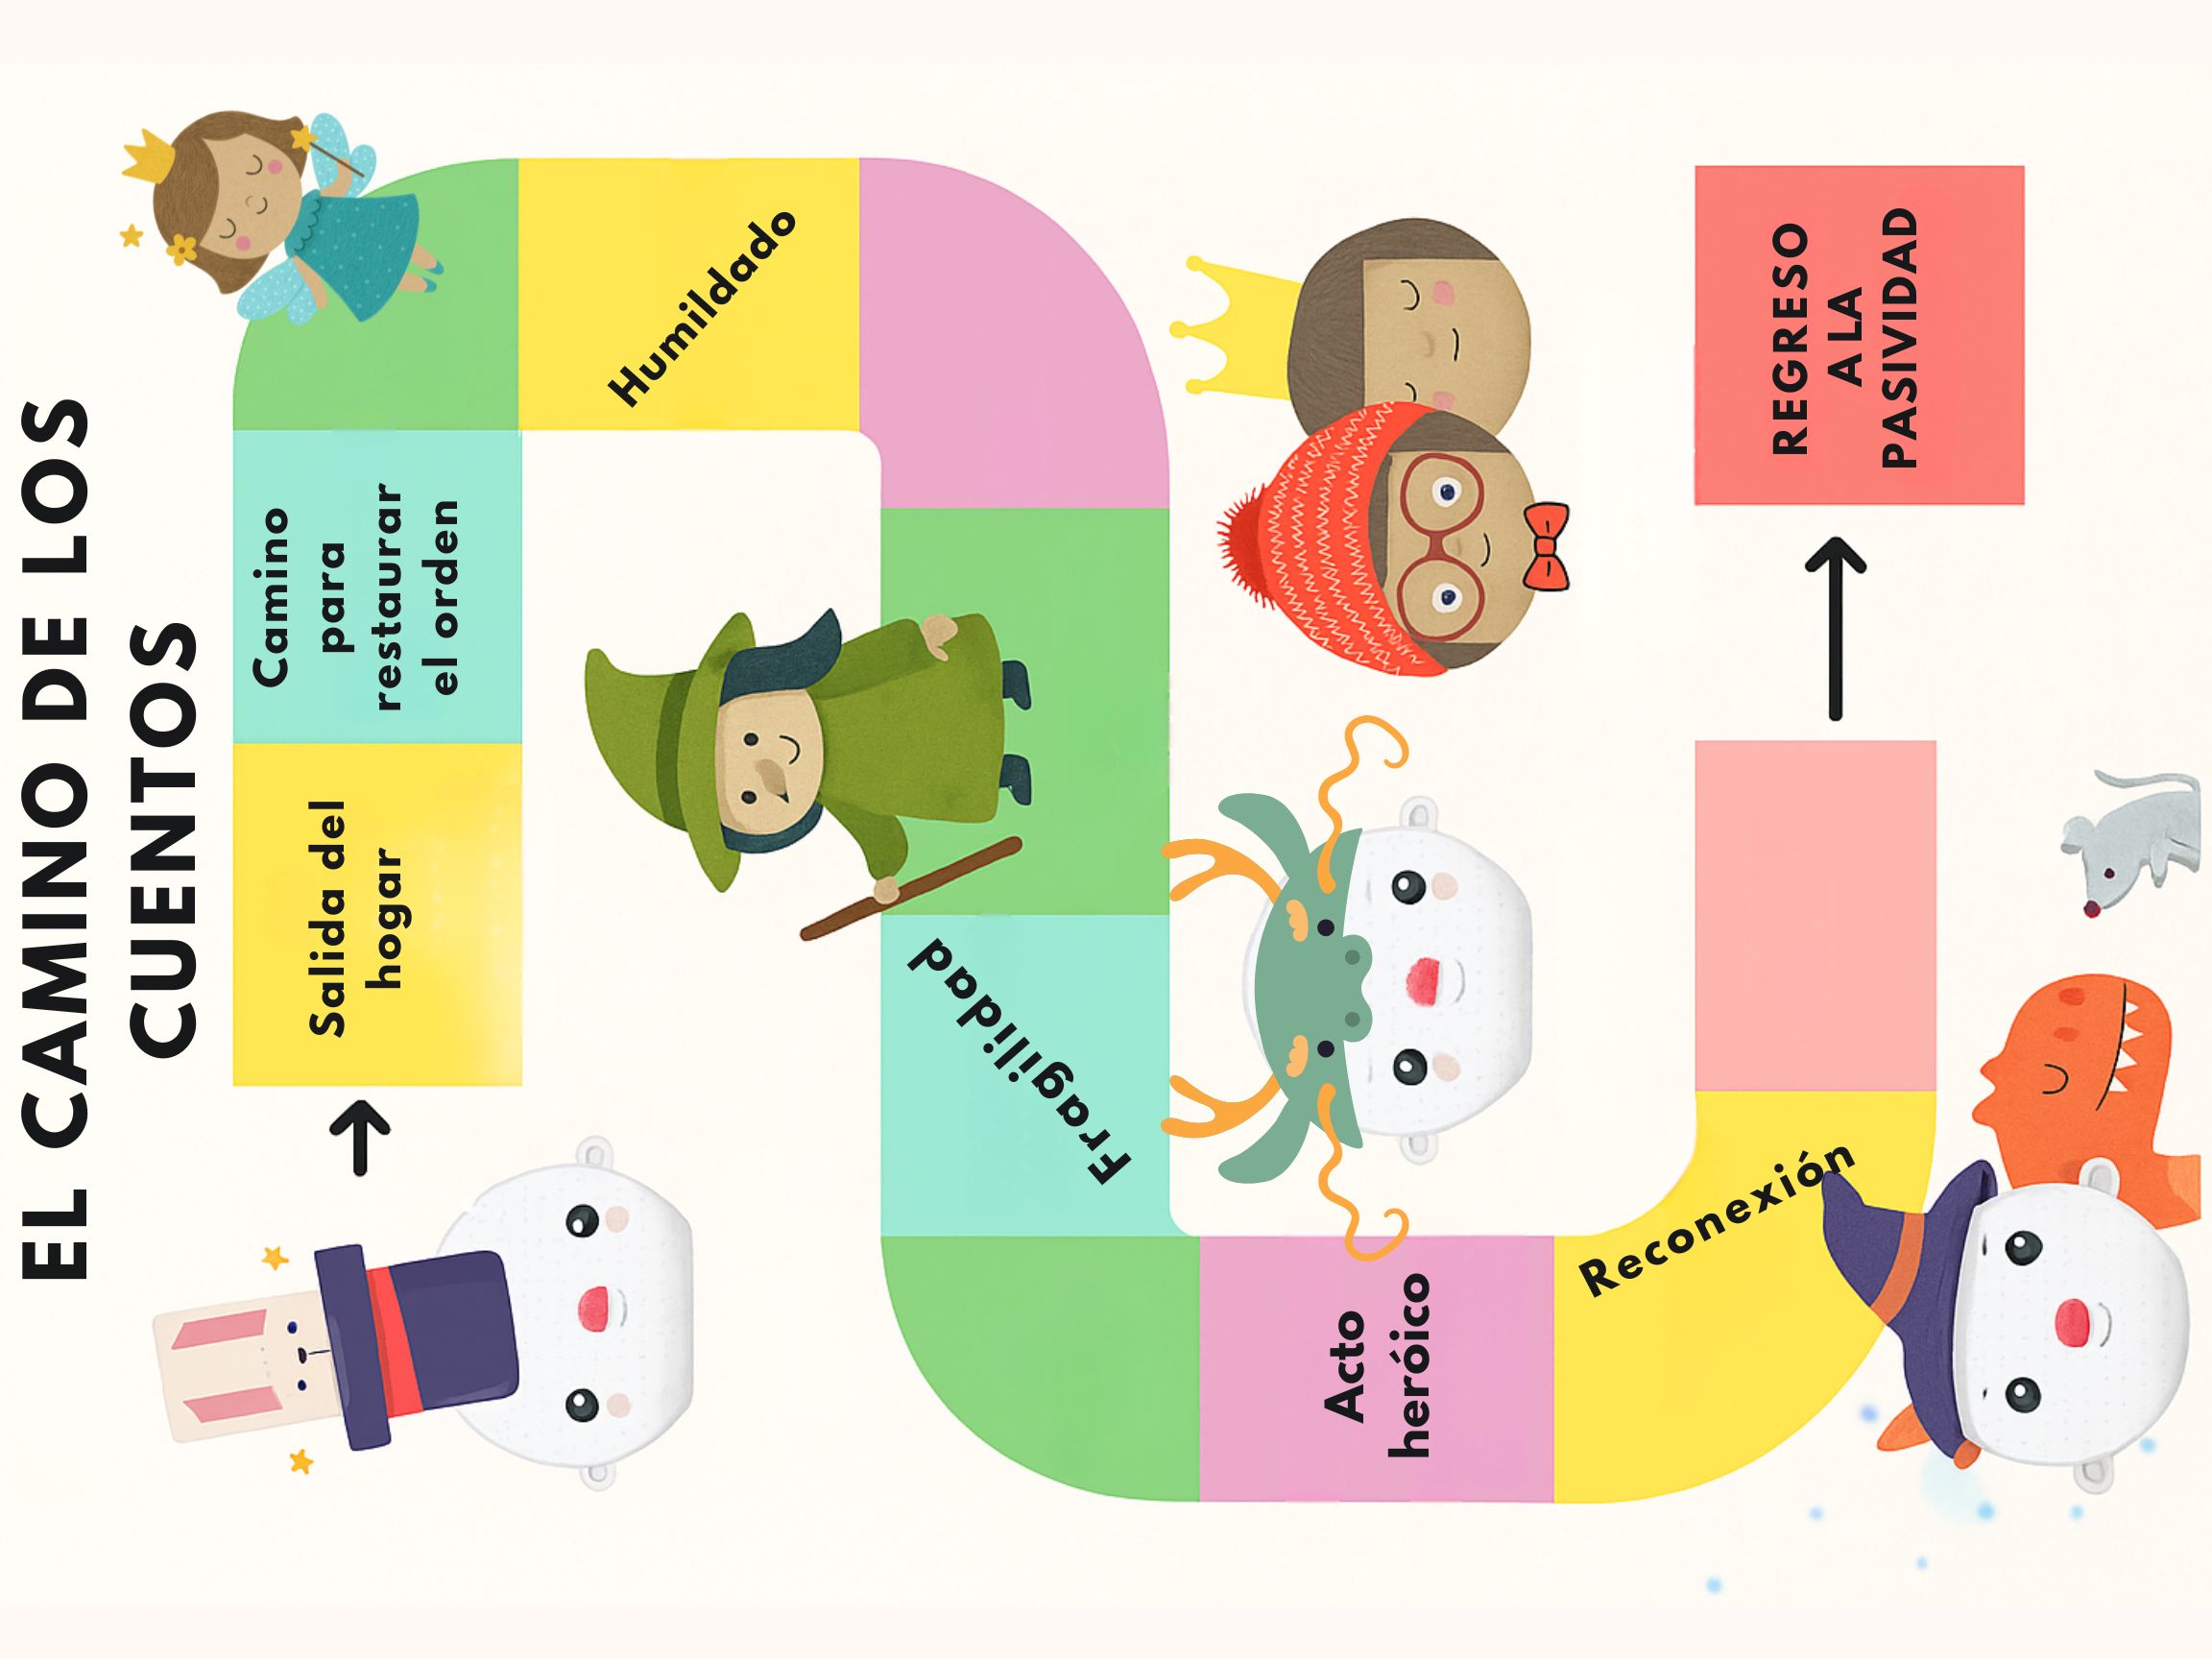 EL CAMINO DE LOS
CUENTOS
Salida del
hogar
Camino
para
restaurar
el orden
Humildado
Fragilidad
Acto
heróico
Reconexión
REGRESO
A LA
PASIVIDAD